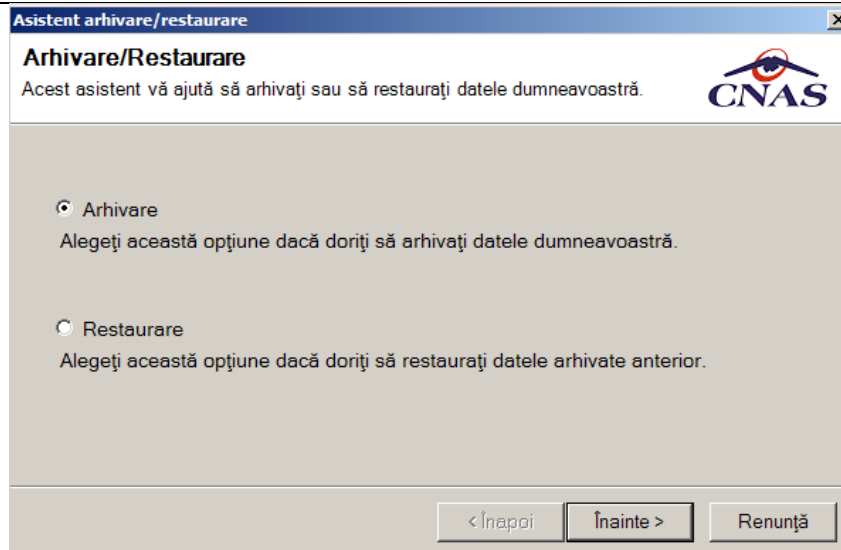 Asistent arhivare/restaurare
Arhivare/Restaurare
Acest asistent vă ajută să arhivați sau să restaurați datele dumneavoastră.
CNAS
Arhivare
Alegeţi această opţiune dacă doriţi să arhivaţi datele dumneavoastră.
Restaurare
Alegeţi această opţiune dacă doriţi să restauraţi datele arhivate anterior.
< Înapoi
Înainte >
Renunţă